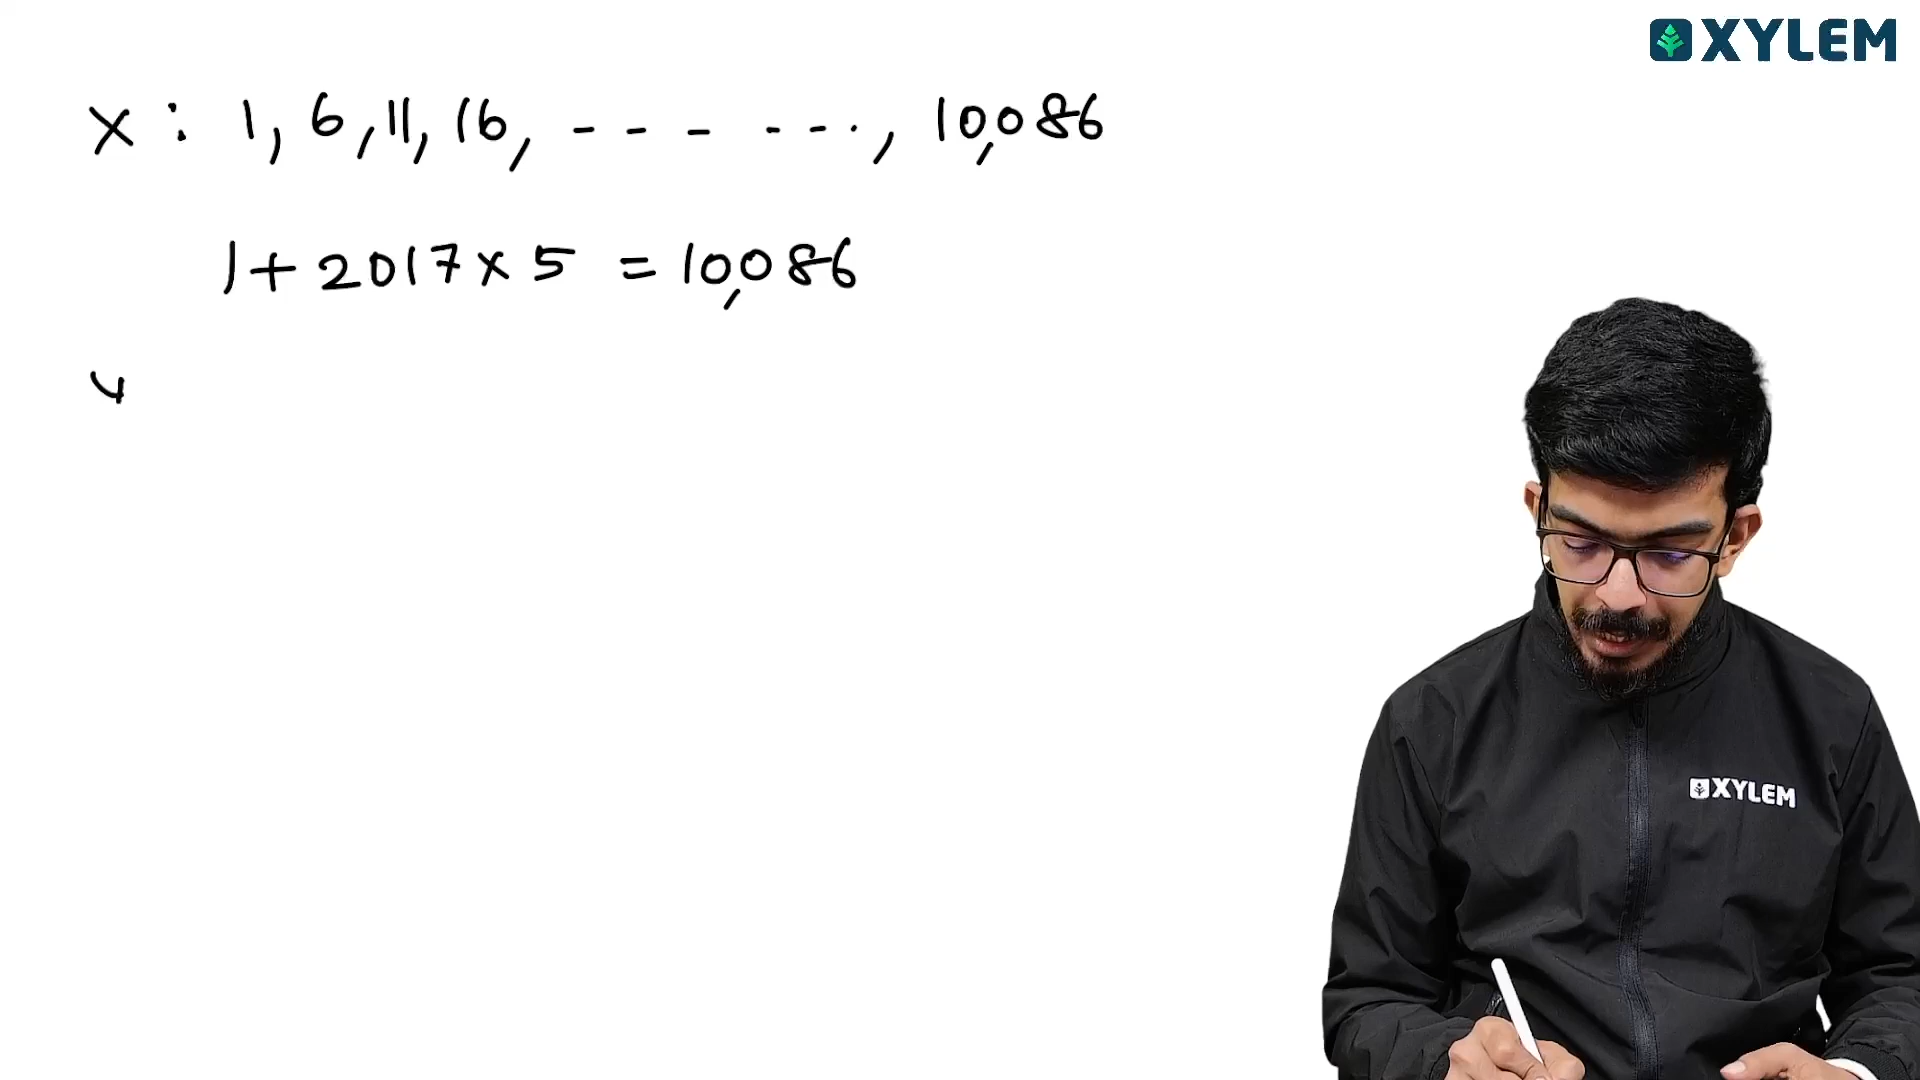 XYLEM
X : 1, 6, 11, 16, - - - - - ., 10,086
1 + 2017 × 5 = 10,086
XYLEM